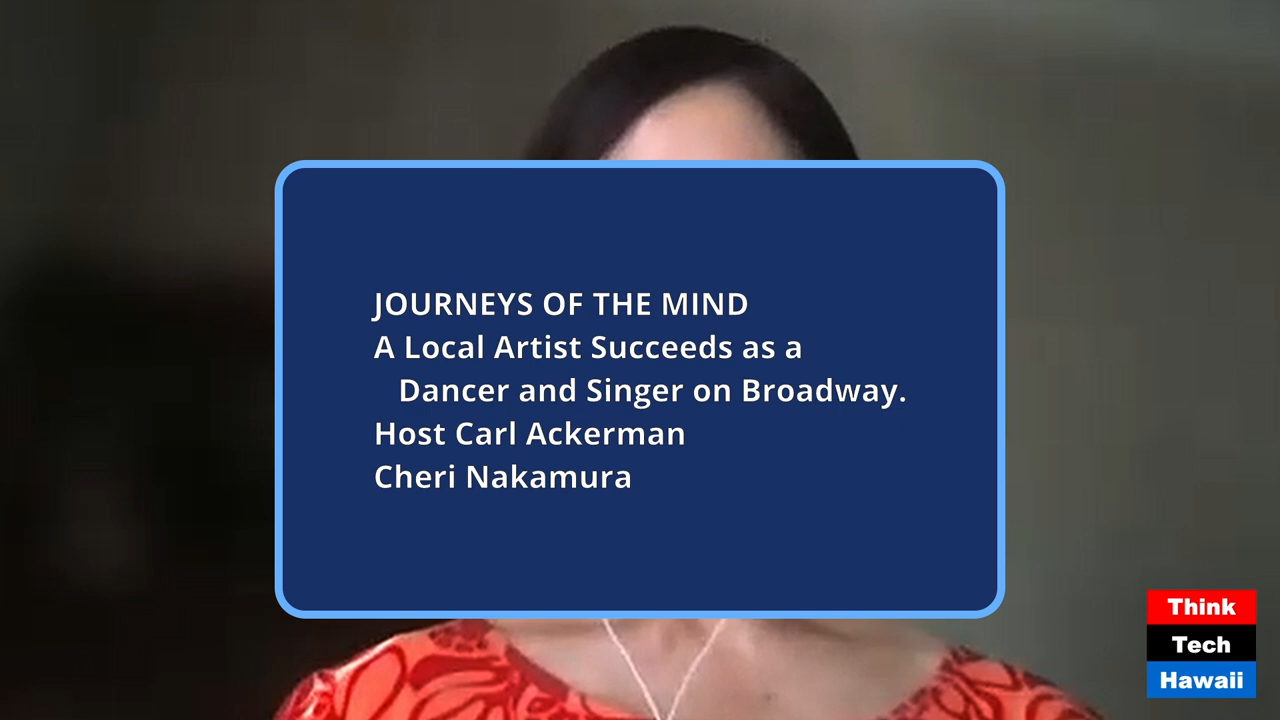 JOURNEYS OF THE MIND
A Local Artist Succeeds as a
Dancer and Singer on Broadway.
Host Carl Ackerman
Cheri Nakamura
Think
Tech
Hawaii